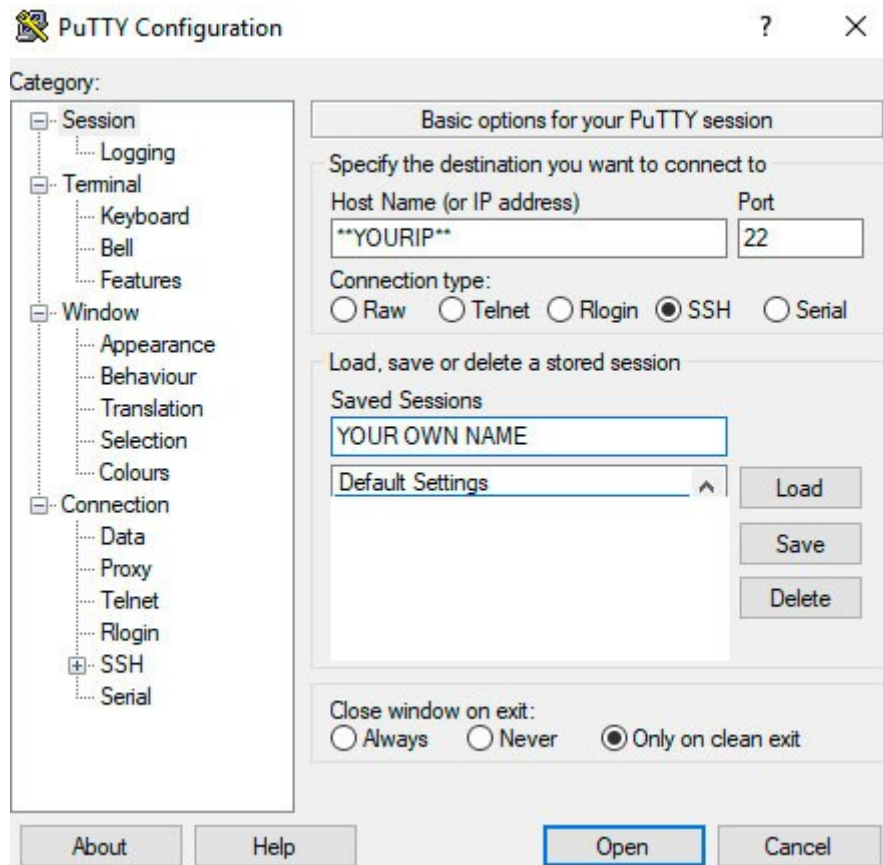 PuTTY Configuration
?
Category:
Session
Logging
Terminal
Keyboard
Bell
Features
Window
Appearance
Behaviour
Translation
Selection
Colours
Connection
Data
Proxy
Telnet
Rlogin
SSH
Serial
Basic options for your PuTTY session
Specify the destination you want to connect to
Host Name (or IP address) Port
**YOURIP** 22
Connection type:
Raw Telnet Rlogin SSH Serial
Load, save or delete a stored session
Saved Sessions
YOUR OWN NAME
Default Settings
Load
Save
Delete
Close window on exit:
Always Never Only on clean exit
About Help Open Cancel